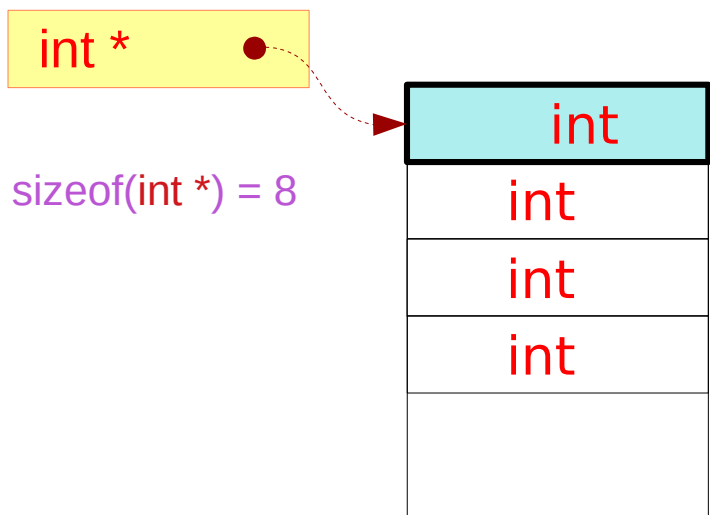 int *
int
sizeof(int *) = 8
int
int
int